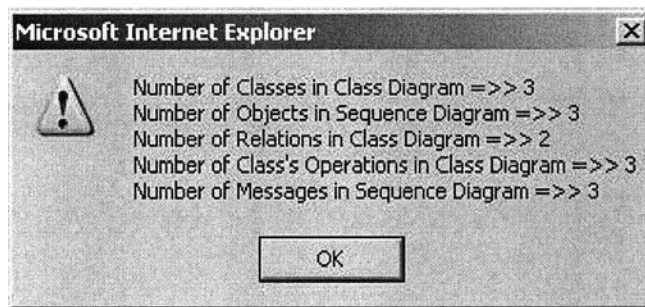 Microsoft Internet Explorer
Number of Classes in Class Diagram =>> 3
Number of Objects in Sequence Diagram =>> 3
Number of Relations in Class Diagram =>> 2
Number of Class's Operations in Class Diagram =>> 3
Number of Messages in Sequence Diagram =>> 3
OK